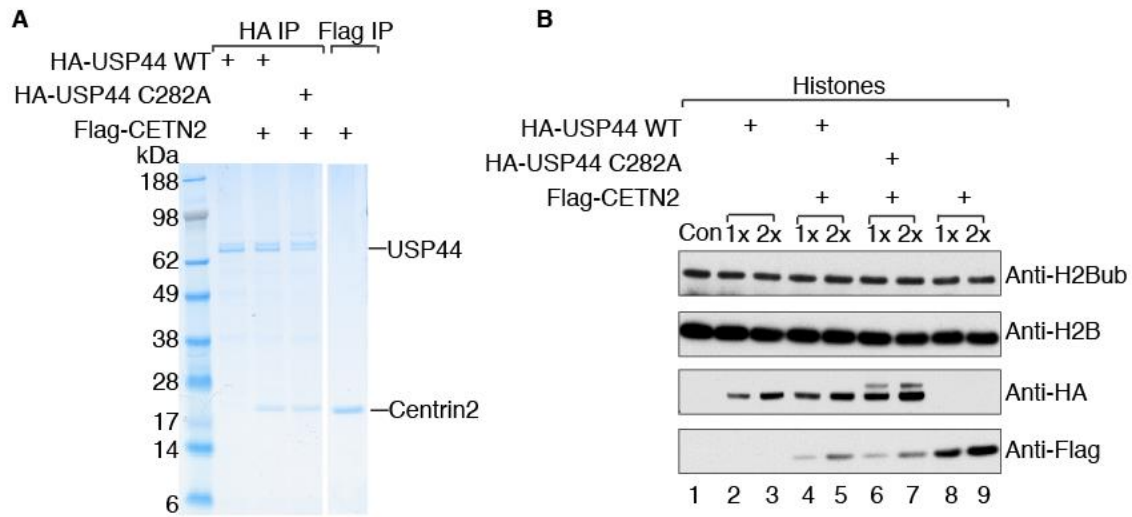 A
HA IP Flag IP
HA-USP44 WT + +
HA-USP44 C282A +
Flag-CETN2 + + +
kDa
188
98
62
49
38
28
17
14
6
USP44
Centrin2
B
Histones
HA-USP44 WT + +
HA-USP44 C282A +
Flag-CETN2 + + +
Con 1x 2x 1x 2x 1x 2x 1x 2x
Anti-H2Bub
Anti-H2B
Anti-HA
Anti-Flag
1 2 3 4 5 6 7 8 9